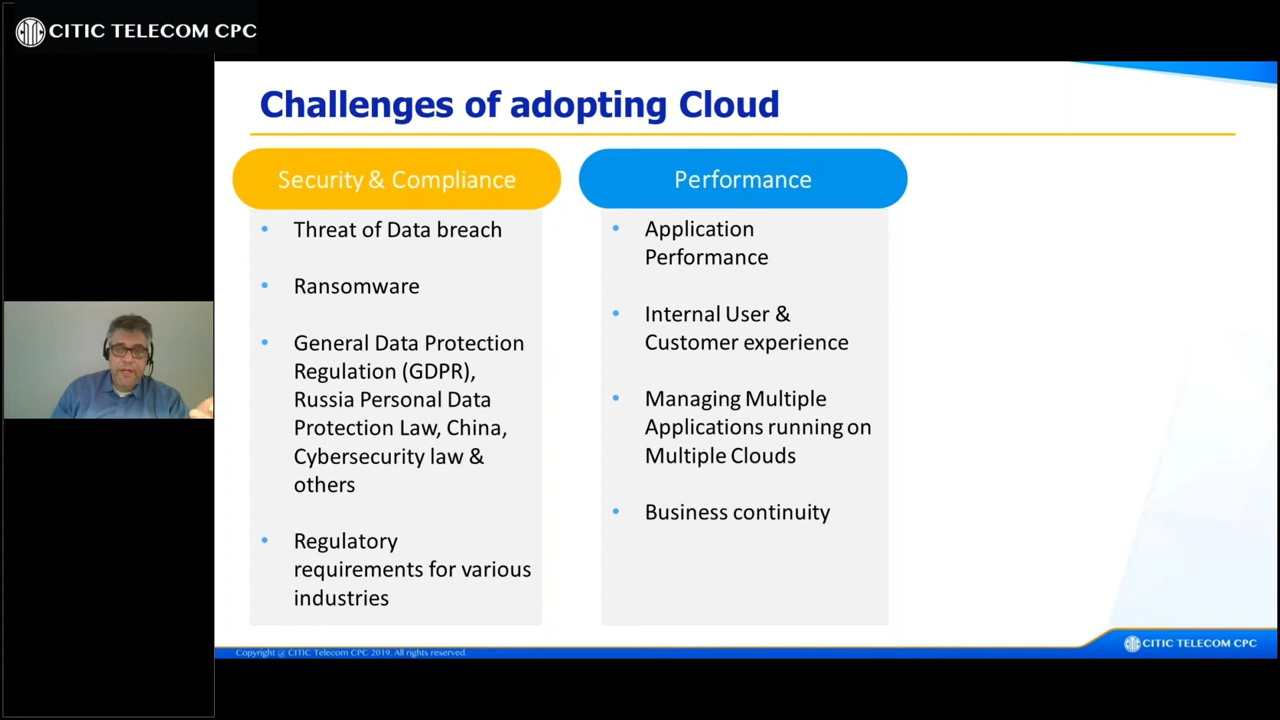 CITIC TELECOM CPC
Challenges of adopting Cloud
Security & Compliance
Threat of Data breach
Ransomware
General Data Protection
Regulation (GDPR),
Russia Personal Data
Protection Law, China,
Cybersecurity law &
others
Regulatory
requirements for various
industries
Performance
Application
Performance
Internal User &
Customer experience
Managing Multiple
Applications running on
Multiple Clouds
Business continuity
Copyright @ CITIC Telecom CPC 2019. All rights reserved.
CITIC TELECOM CPC